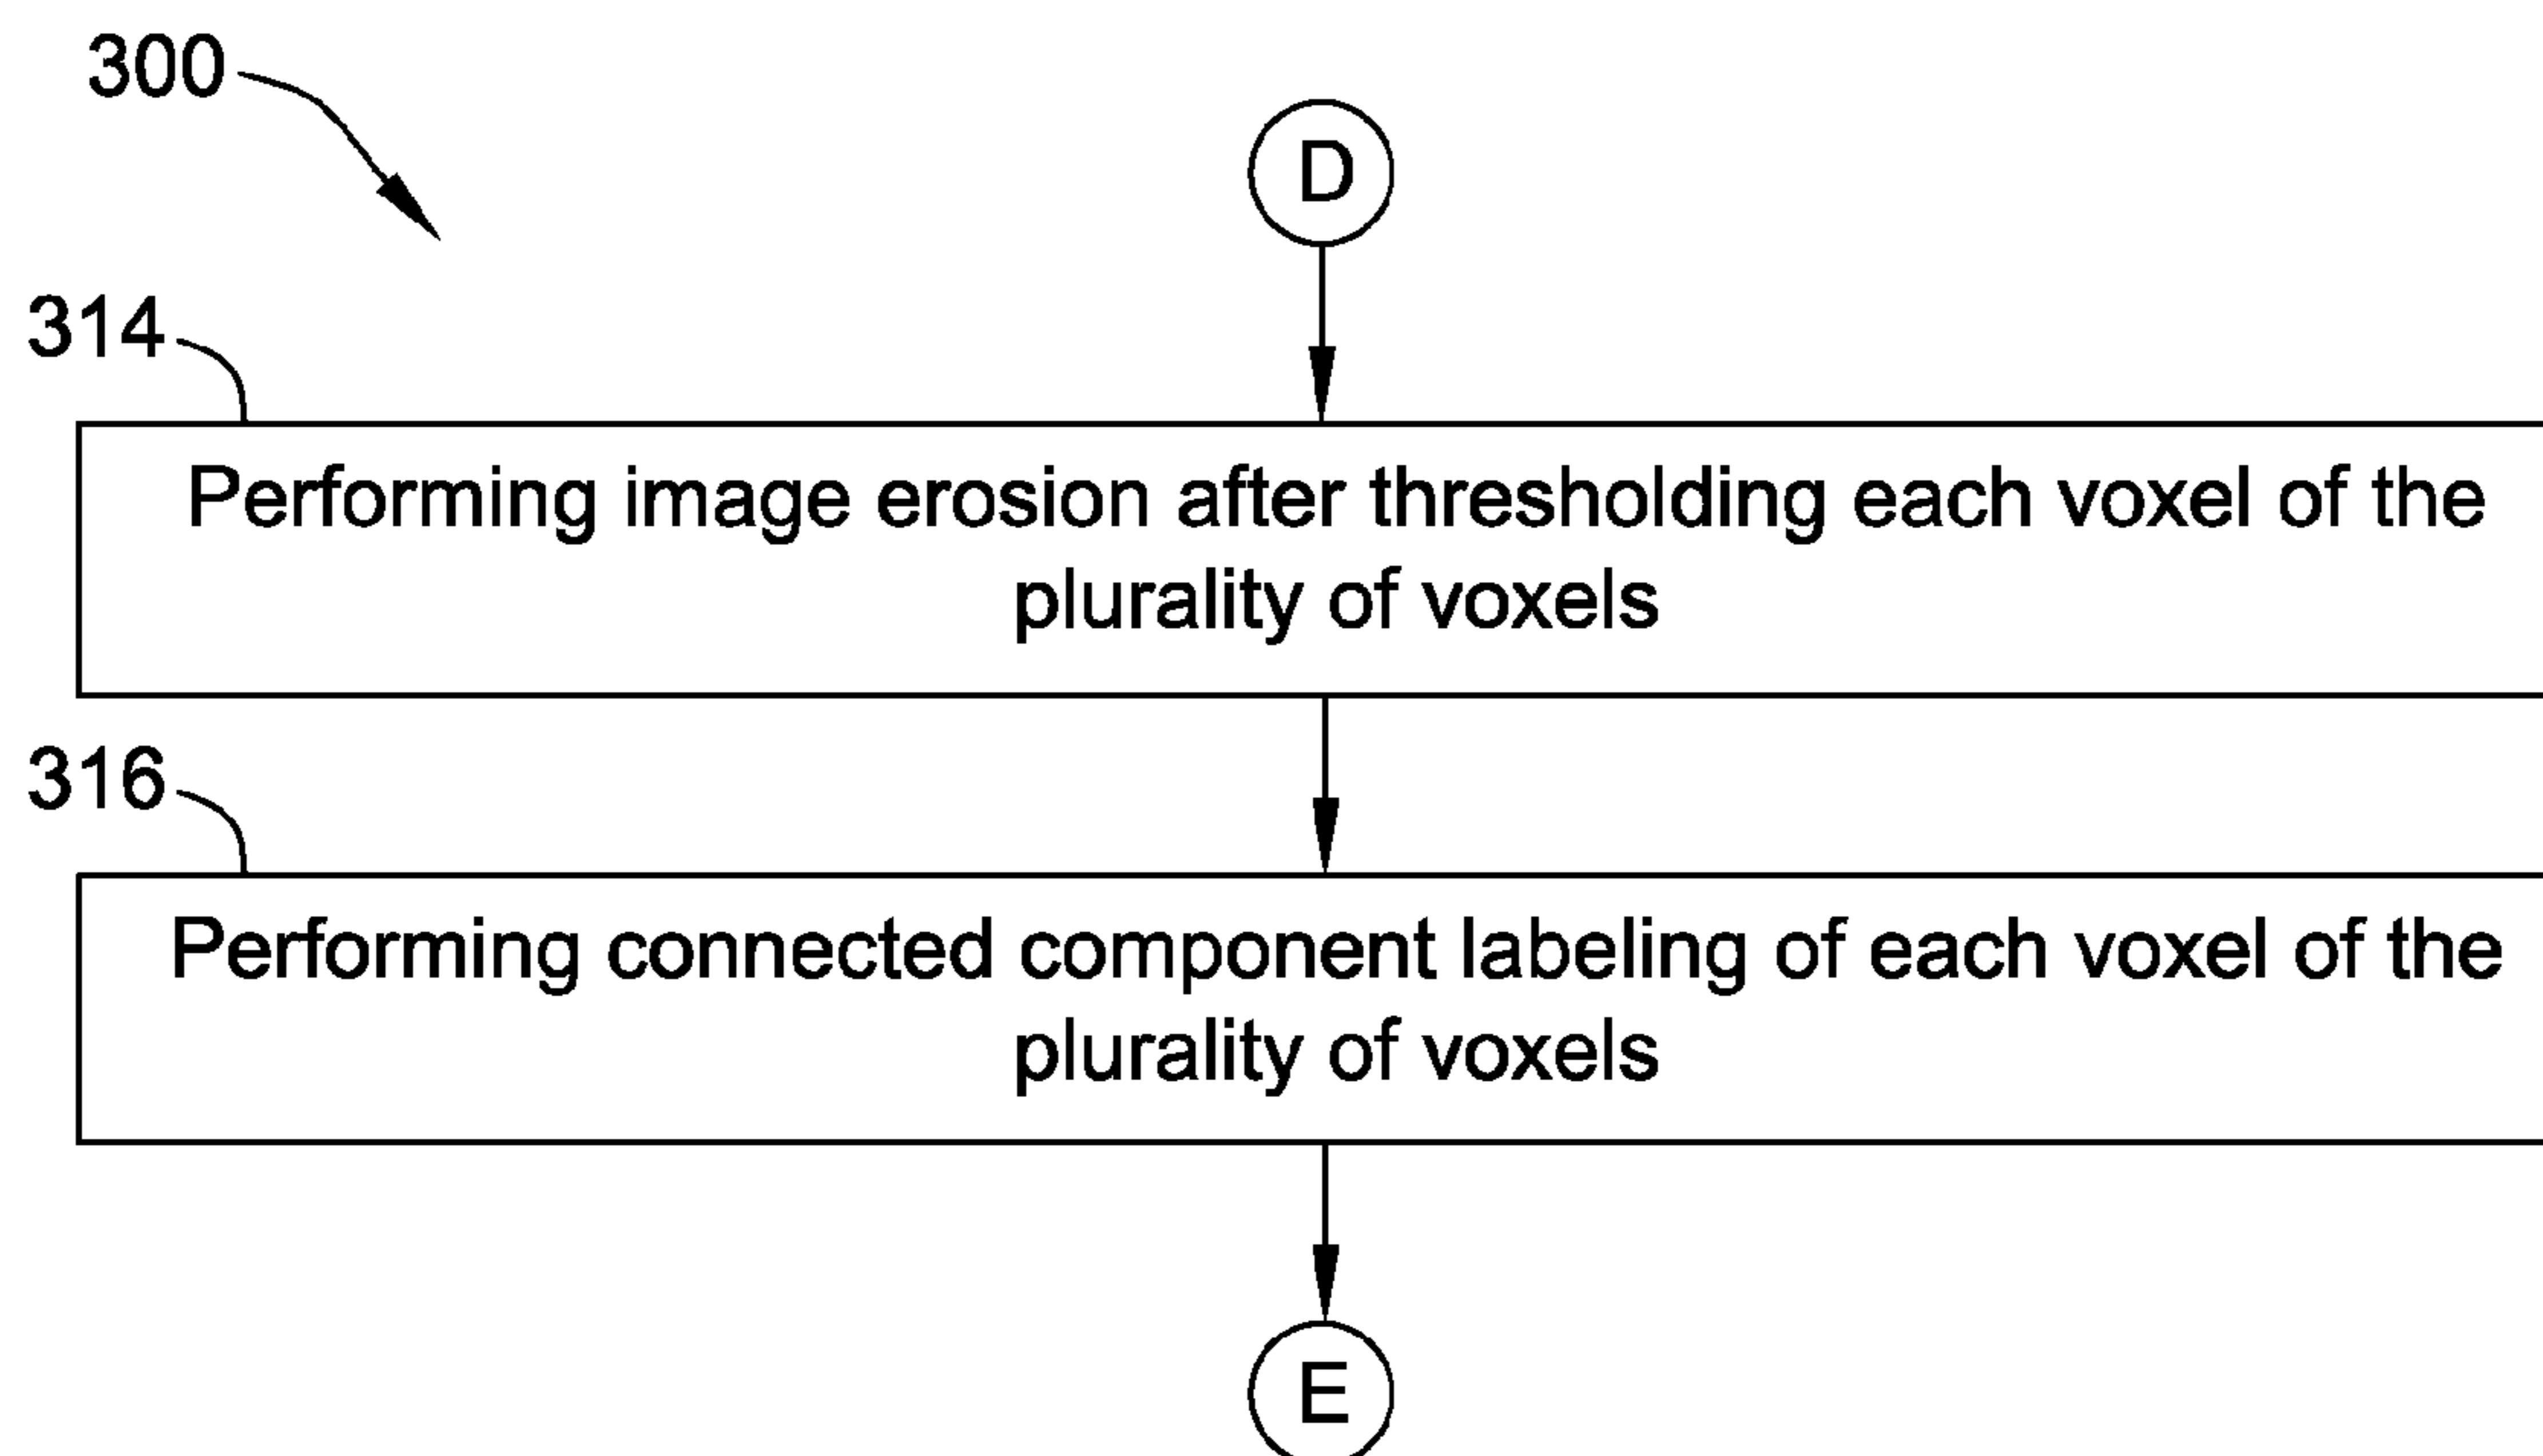 300
D
314
Performing image erosion after thresholding each voxel of the
plurality of voxels
316
Performing connected component labeling of each voxel of the
plurality of voxels
E